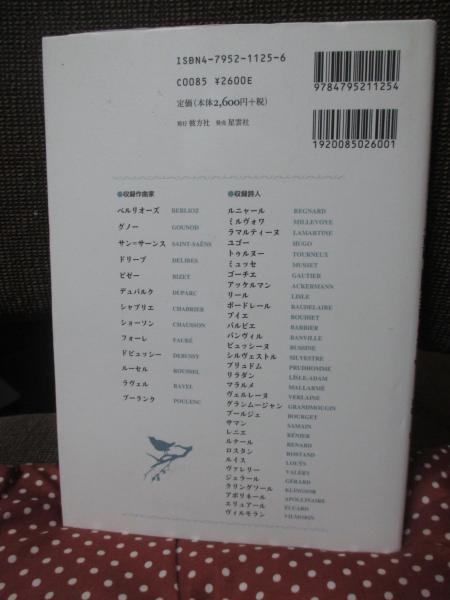 ISBN4-7952-1125-6
C0085 ¥2600E
定価(本体2,600円+税)
発行 彼方社 発売 星雲社
9784795211254
1920085026001
●収録作曲家
ベルリオーズ BERLIOZ
グノー GOUNOD
サン=サーンス SAINT-SAËNS
ドリーブ DELIBES
ビゼー BIZET
デュパルク DUPARC
シャブリエ CHABRIER
ショーソン CHAUSSON
フォーレ FAURÉ
ドビュッシー DEBUSSY
ルーセル ROUSSEL
ラヴェル RAVEL
プーランク POULENC
●収録詩人
ルニャール REGNARD
ミルヴォワ MILLEVOYE
ラマルティーヌ LAMARTINE
ユゴー HUGO
トゥルヌー TOURNEUX
ミュッセ MUSSET
ゴーチエ GAUTIER
アッケルマン ACKERMANN
リール LISLE
ボードレール BAUDELAIRE
ブイエ BOUIHET
バルビエ BARBIER
バンヴィル BANVILLE
ビュッシーヌ BUSSINE
シルヴェストル SILVESTRE
プリュドム PRUDHOMME
リラダン LISLE-ADAM
マラルメ MALLARMÉ
ヴェルレーヌ VERLAINE
グランムージャン GRANDMOUGIN
ブールジェ BOURGET
サマン SAMAIN
レニエ RÉNIER
ルナール RENARD
ロスタン ROSTAND
ルイス LOUŸS
ヴァレリー VALÉRY
ジェラール GÉRARD
クリングソール KLINGSOR
アポリネール APOLLINAIRE
エリュアール ÉLUARD
ヴィルモラン VILMORIN